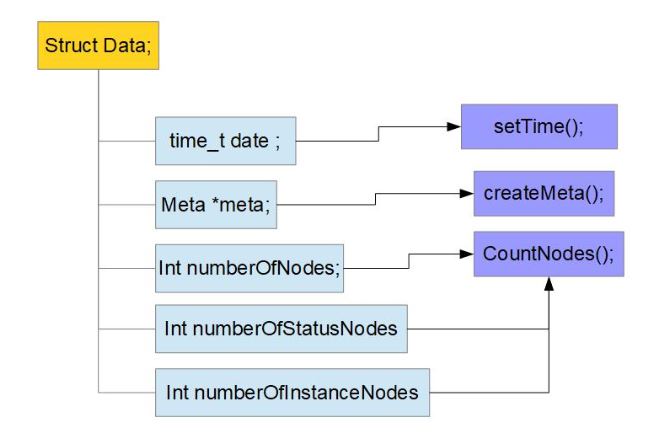 Struct Data;
time_t date ;
setTime();
Meta *meta;
createMeta();
Int numberOfNodes;
CountNodes();
Int numberOfStatusNodes
Int numberOfInstanceNodes